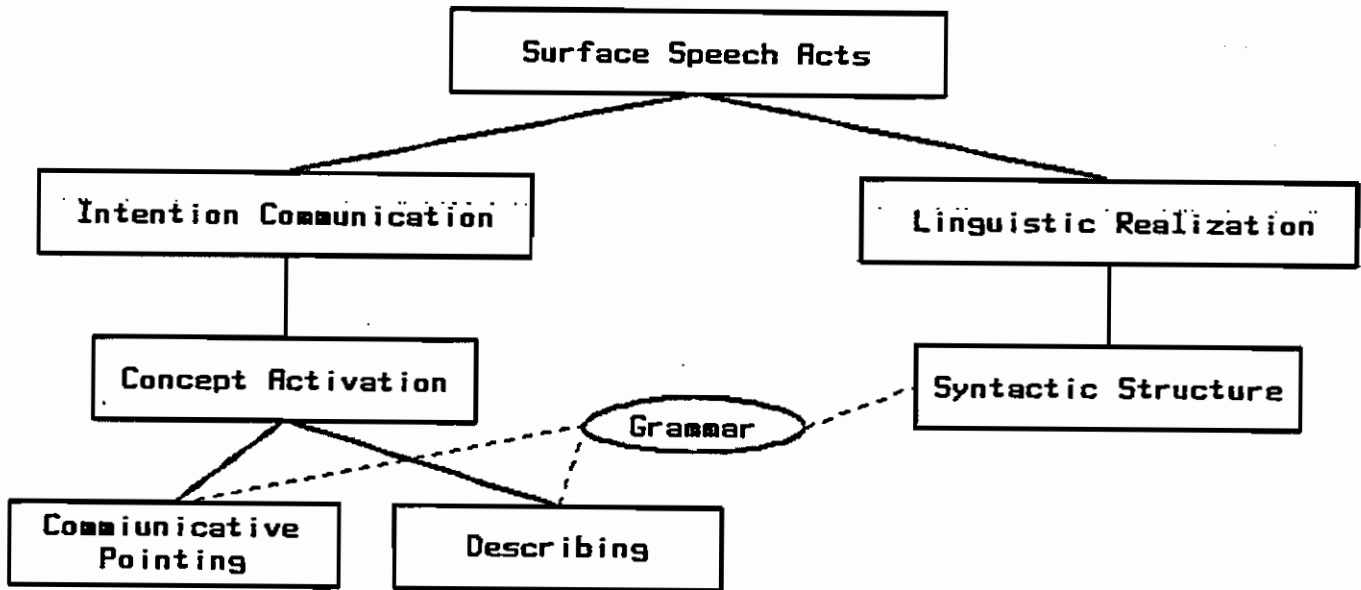 Surface Speech Acts
Intention Communication
Linguistic Realization
Concept Activation
Syntactic Structure
Grammar
Commiunicative
Pointing
Describing